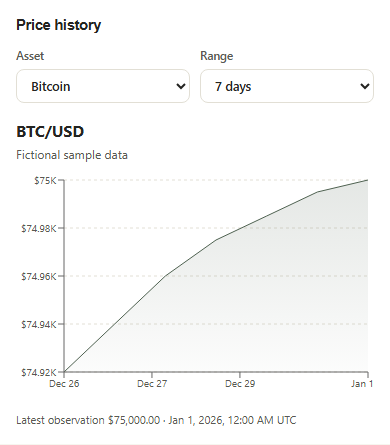 Price history
Asset Range
Bitcoin 7 days
BTC/USD
Fictional sample data
$75K
$74.98K
$74.96K
$74.94K
$74.92K
Dec 26 Dec 27 Dec 29 Jan 1
Latest observation $75,000.00 · Jan 1, 2026, 12:00 AM UTC